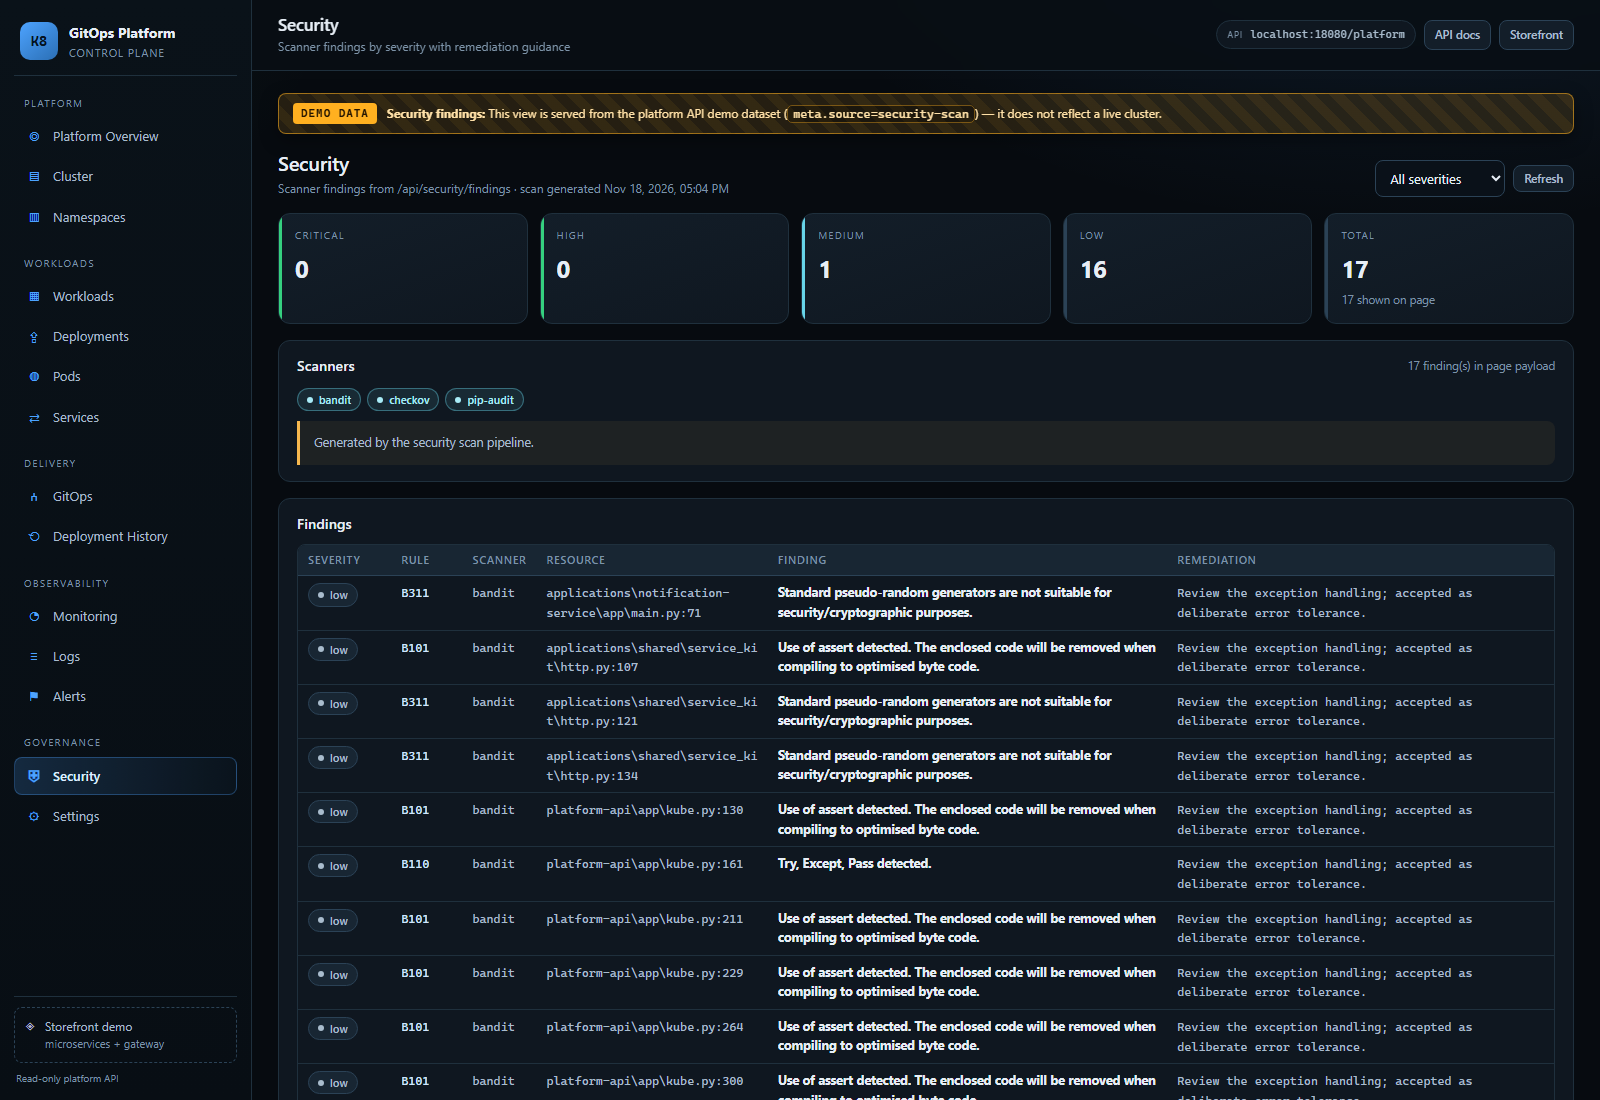 K8
GitOps Platform
CONTROL PLANE
PLATFORM
Platform Overview
Cluster
Namespaces
WORKLOADS
Workloads
Deployments
Pods
Services
DELIVERY
GitOps
Deployment History
OBSERVABILITY
Monitoring
Logs
Alerts
GOVERNANCE
Security
Settings
Storefront demo
microservices + gateway
Read-only platform API
Security
Scanner findings by severity with remediation guidance
API localhost:18080/platform
API docs
Storefront
DEMO DATA Security findings: This view is served from the platform API demo dataset ( meta.source=security-scan ) — it does not reflect a live cluster.
Security
Scanner findings from /api/security/findings · scan generated Nov 18, 2026, 05:04 PM
All severities
Refresh
CRITICAL
0
HIGH
0
MEDIUM
1
LOW
16
TOTAL
17
17 shown on page
Scanners
17 finding(s) in page payload
bandit
checkov
pip-audit
Generated by the security scan pipeline.
Findings
SEVERITY RULE SCANNER RESOURCE FINDING REMEDIATION
low B311 bandit applications\notification- Standard pseudo-random generators are not suitable for Review the exception handling; accepted as
service\app\main.py:71 security/cryptographic purposes. deliberate error tolerance.
low B101 bandit applications\shared\service_ki Use of assert detected. The enclosed code will be removed when Review the exception handling; accepted as
t\http.py:107 compiling to optimised byte code. deliberate error tolerance.
low B311 bandit applications\shared\service_ki Standard pseudo-random generators are not suitable for Review the exception handling; accepted as
t\http.py:121 security/cryptographic purposes. deliberate error tolerance.
low B311 bandit applications\shared\service_ki Standard pseudo-random generators are not suitable for Review the exception handling; accepted as
t\http.py:134 security/cryptographic purposes. deliberate error tolerance.
low B101 bandit platform-api\app\kube.py:130 Use of assert detected. The enclosed code will be removed when Review the exception handling; accepted as
compiling to optimised byte code. deliberate error tolerance.
low B110 bandit platform-api\app\kube.py:161 Try, Except, Pass detected. Review the exception handling; accepted as
deliberate error tolerance.
low B101 bandit platform-api\app\kube.py:211 Use of assert detected. The enclosed code will be removed when Review the exception handling; accepted as
compiling to optimised byte code. deliberate error tolerance.
low B101 bandit platform-api\app\kube.py:229 Use of assert detected. The enclosed code will be removed when Review the exception handling; accepted as
compiling to optimised byte code. deliberate error tolerance.
low B101 bandit platform-api\app\kube.py:264 Use of assert detected. The enclosed code will be removed when Review the exception handling; accepted as
compiling to optimised byte code. deliberate error tolerance.
low B101 bandit platform-api\app\kube.py:300 Use of assert detected. The enclosed code will be removed when Review the exception handling; accepted as
compiling to optimised byte code. deliberate error tolerance.